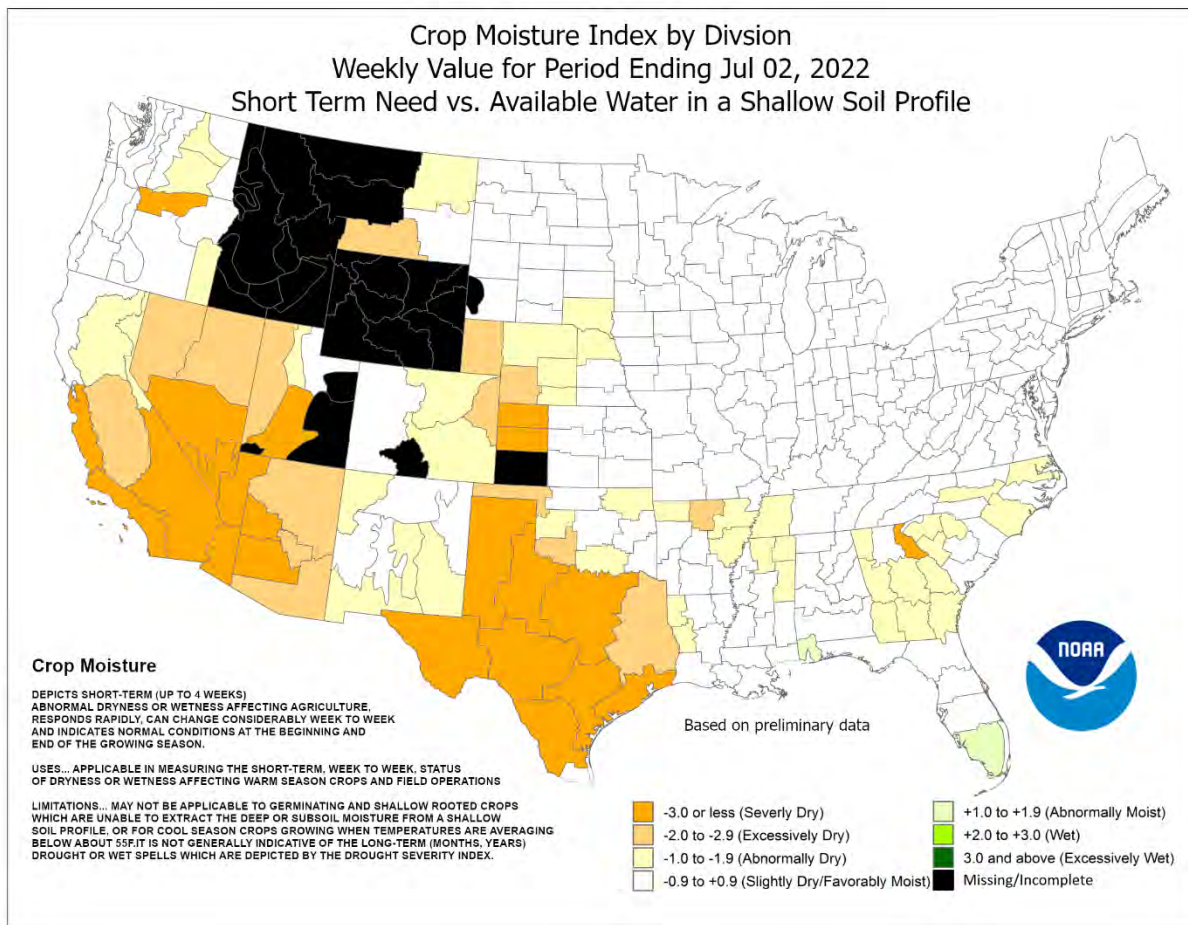 Crop Moisture Index by Divsion
Weekly Value for Period Ending Jul 02, 2022
Short Term Need vs. Available Water in a Shallow Soil Profile
NOAA
Crop Moisture
DEPICTS SHORT-TERM (UP TO 4 WEEKS)
ABNORMAL DRYNESS OR WETNESS AFFECTING AGRICULTURE,
RESPONDS RAPIDLY, CAN CHANGE CONSIDERABLY WEEK TO WEEK
AND INDICATES NORMAL CONDITIONS AT THE BEGINNING AND
END OF THE GROWING SEASON.
USES... APPLICABLE IN MEASURING THE SHORT-TERM, WEEK TO WEEK, STATUS
OF DRYNESS OR WETNESS AFFECTING WARM SEASON CROPS AND FIELD OPERATIONS
LIMITATIONS... MAY NOT BE APPLICABLE TO GERMINATING AND SHALLOW ROOTED CROPS
WHICH ARE UNABLE TO EXTRACT THE DEEP OR SUBSOIL MOISTURE FROM A SHALLOW
SOIL PROFILE, OR FOR COOL SEASON CROPS GROWING WHEN TEMPERATURES ARE AVERAGING
BELOW ABOUT 55F.IT IS NOT GENERALLY INDICATIVE OF THE LONG-TERM (MONTHS, YEARS)
DROUGHT OR WET SPELLS WHICH ARE DEPICTED BY THE DROUGHT SEVERITY INDEX.
Based on preliminary data
-3.0 or less (Severly Dry)
-2.0 to -2.9 (Excessively Dry)
-1.0 to -1.9 (Abnormally Dry)
-0.9 to +0.9 (Slightly Dry/Favorably Moist)
+1.0 to +1.9 (Abnormally Moist)
+2.0 to +3.0 (Wet)
3.0 and above (Excessively Wet)
Missing/Incomplete